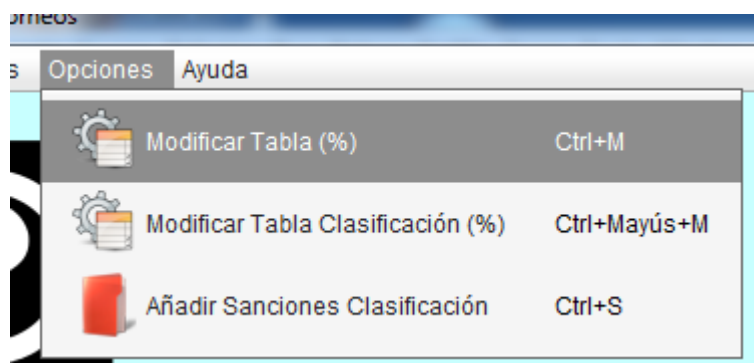 Opciones Ayuda
Modificar Tabla (%) Ctrl+M
Modificar Tabla Clasificación (%) Ctrl+Mayús+M
Añadir Sanciones Clasificación Ctrl+S